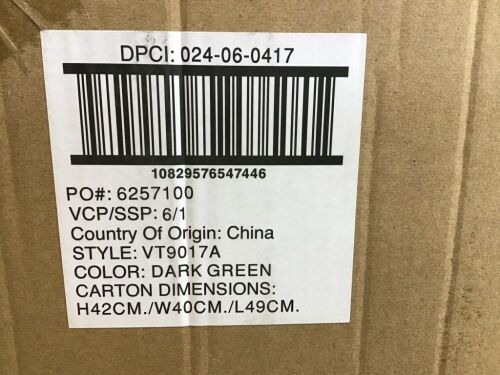 DPCI: 024-06-0417
10829576547446
PO#: 6257100
VCP/SSP: 6/1
Country Of Origin: China
STYLE: VT9017A
COLOR: DARK GREEN
CARTON DIMENSIONS:
H42CM./W40CM./L49CM.